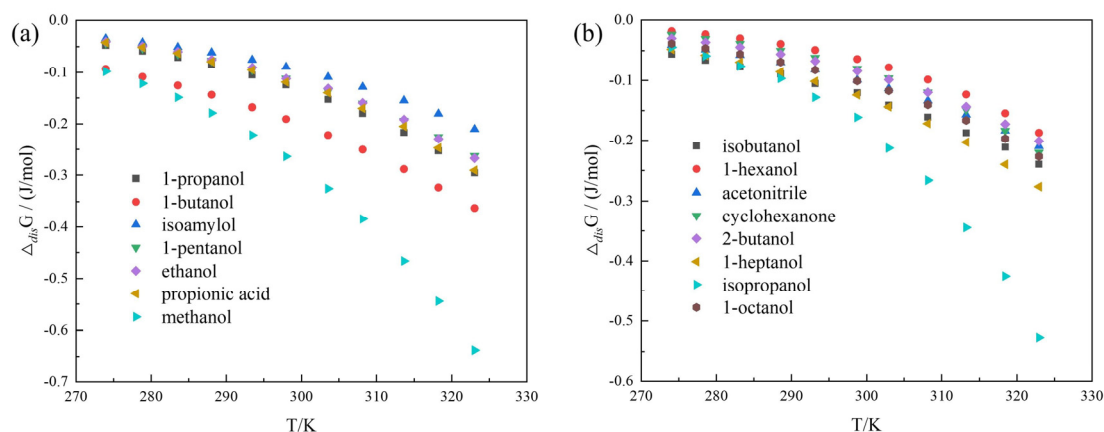 (a)
0.0
-0.1
-0.2
-0.3
-0.4
-0.5
-0.6
-0.7
△disG / (J/mol)
1-propanol
1-butanol
isoamylol
1-pentanol
ethanol
propionic acid
methanol
270 280 290 300 310 320 330
T/K
(b)
0.0
-0.1
-0.2
-0.3
-0.4
-0.5
-0.6
△disG / (J/mol)
isobutanol
1-hexanol
acetonitrile
cyclohexanone
2-butanol
1-heptanol
isopropanol
1-octanol
270 280 290 300 310 320 330
T/K